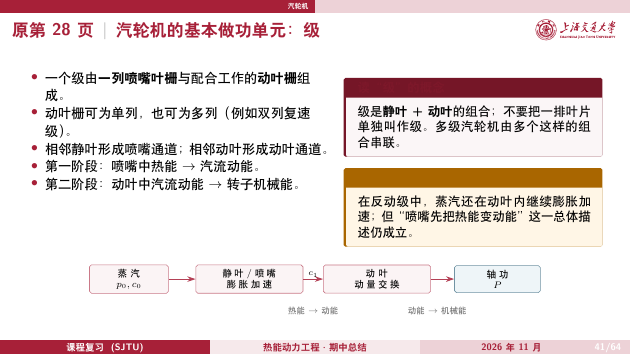 汽轮机
原第 28 页 | 汽轮机的基本做功单元：级
上海交通大学
SHANGHAI JIAO TONG UNIVERSITY
一个级由一列喷嘴叶栅与配合工作的动叶栅组
成。
动叶栅可为单列，也可为多列（例如双列复速
级）。
相邻静叶形成喷嘴通道；相邻动叶形成动叶通道。
第一阶段：喷嘴中热能 → 汽流动能。
第二阶段：动叶中汽流动能 → 转子机械能。
级是静叶 + 动叶的组合；不要把一排叶片
单独叫作级。多级汽轮机由多个这样的组
合串联。
在反动级中，蒸汽还在动叶内继续膨胀加
速；但“喷嘴先把热能变动能”这一总体描
述仍成立。
蒸汽
p₀, c₀
静叶 / 喷嘴
膨胀加速
c₁
动叶
动量交换
轴功
P
热能 → 动能
动能 → 机械能
课程复习 (SJTU)
热能动力工程 · 期中总结
2026 年 11 月
41/64